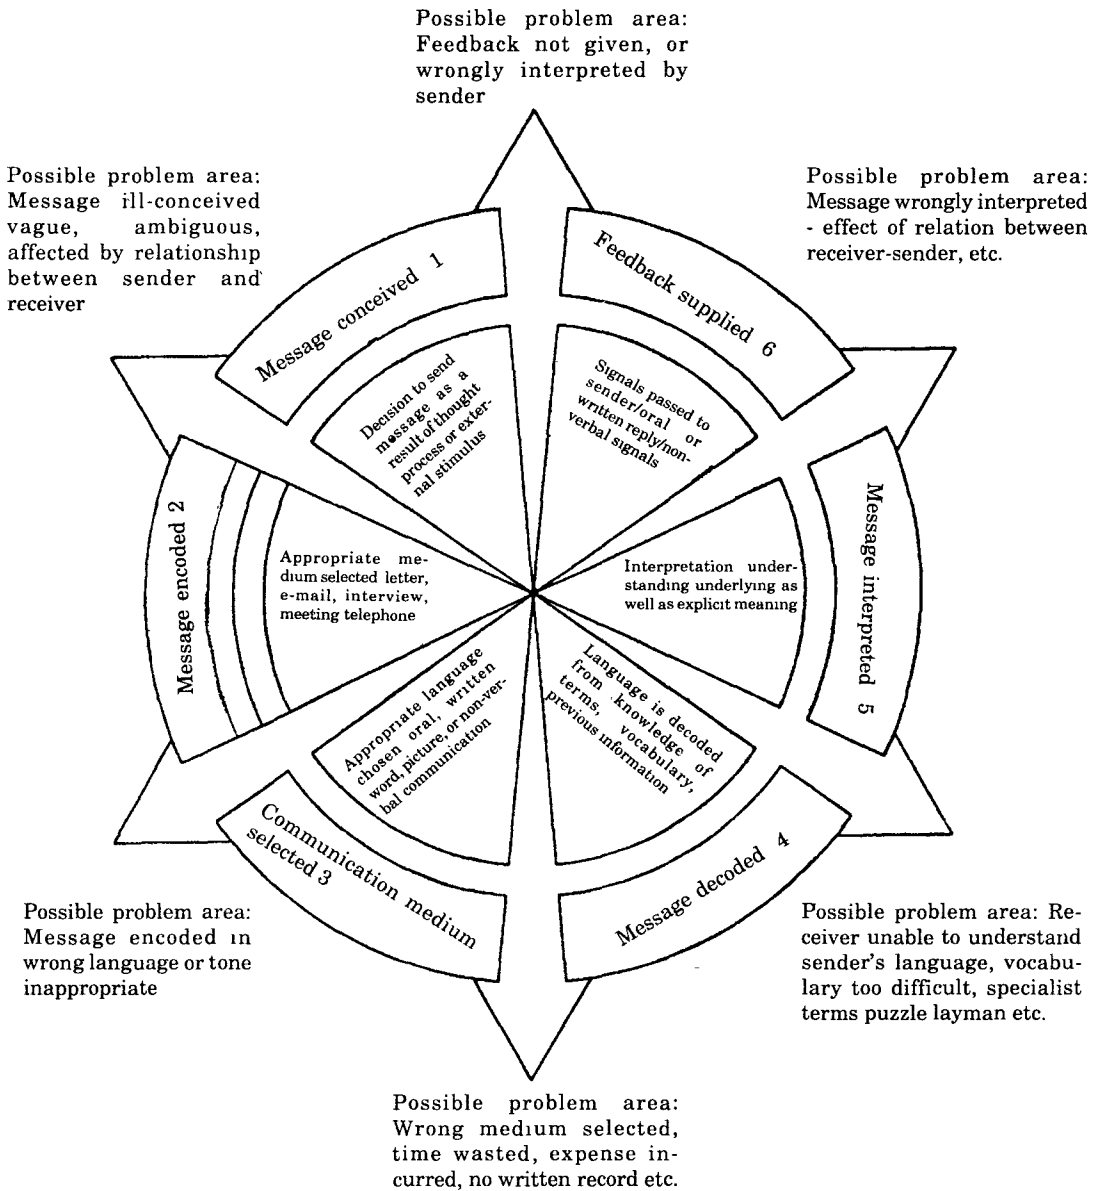 Possible problem area:
Feedback not given, or
wrongly interpreted by
sender
Possible problem area:
Message ill-conceived
vague, ambiguous,
affected by relationship
between sender and
receiver
Possible problem area:
Message wrongly interpreted
- effect of relation between
receiver-sender, etc.
Message conceived 1
Feedback supplied 6
Decision to send
message as a
result of thought
process or exter-
nal stimulus
Signals passed to
sender/oral or
written reply/non-
verbal signals
Message encoded 2
Appropriate me-
dium selected letter,
e-mail, interview,
meeting telephone
Interpretation under-
standing underlying as
well as explicit meaning
Message interpreted 5
Appropriate language
chosen oral, written
word, picture, or non-ver-
bal communication
Language is decoded
from knowledge of
terms, vocabulary,
previous information
Communication medium
selected 3
Message decoded 4
Possible problem area:
Message encoded in
wrong language or tone
inappropriate
Possible problem area: Re-
ceiver unable to understand
sender's language, vocabu-
lary too difficult, specialist
terms puzzle layman etc.
Possible problem area:
Wrong medium selected,
time wasted, expense in-
curred, no written record etc.